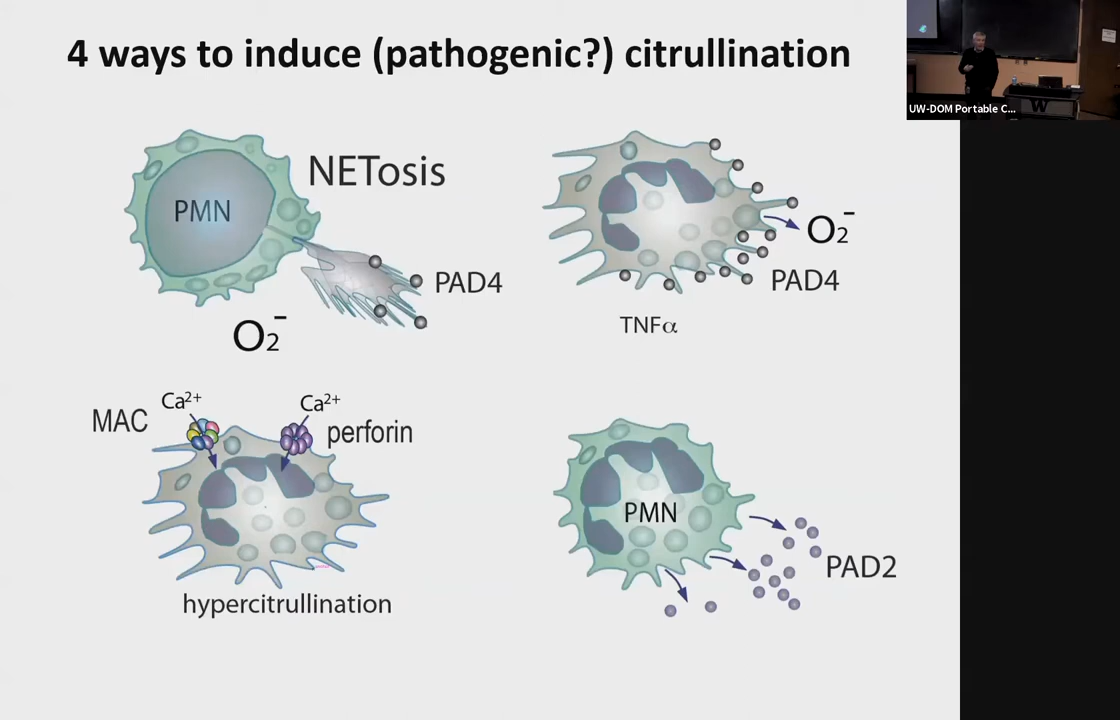 4 ways to induce (pathogenic?) citrullination
UW-DOM Portable C...
W
NETosis
PMN
PAD4
O₂⁻
O₂⁻
PAD4
TNFα
MAC
Ca²⁺
Ca²⁺
perforin
hypercitrullination
PMN
PAD2